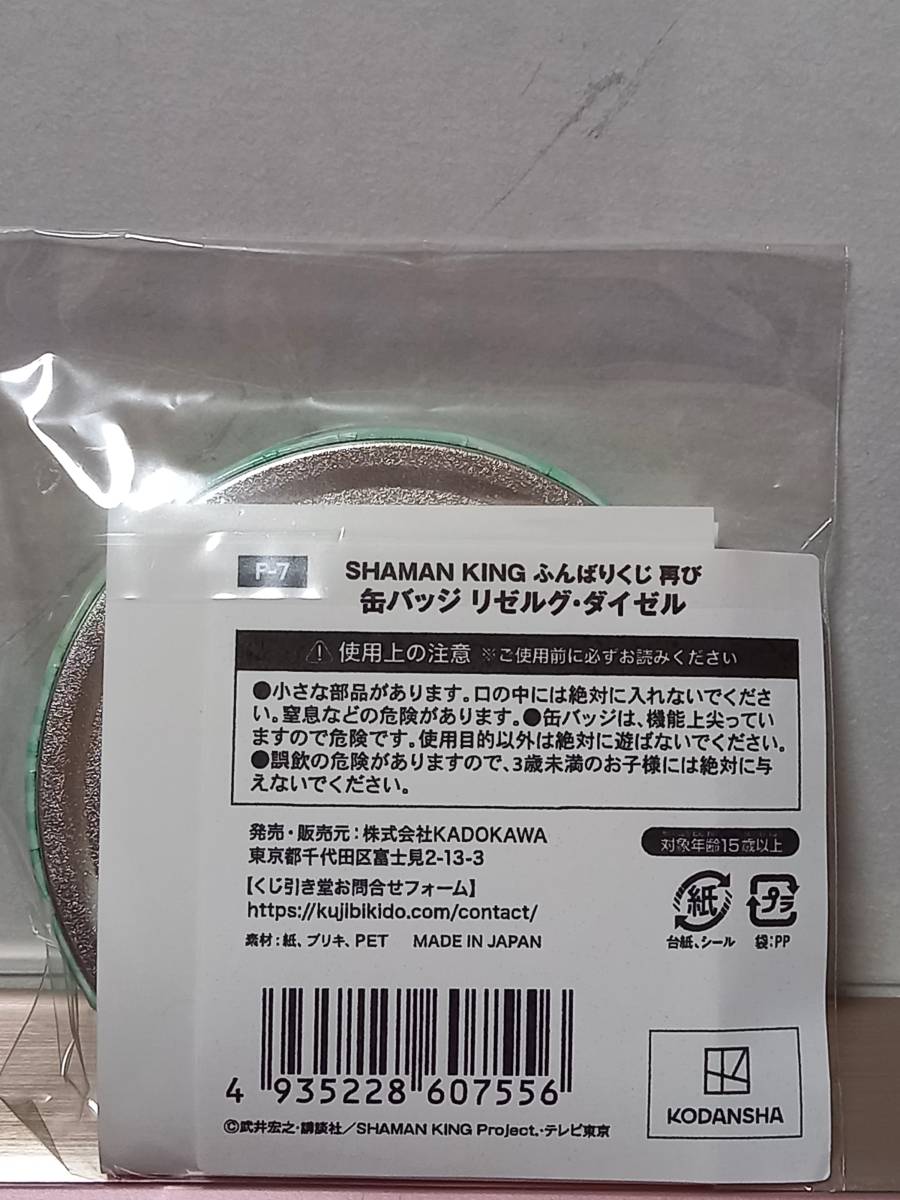 F-7
SHAMAN KING ふんばりくじ 再び
缶バッジ リゼルグ・ダイゼル
使用上の注意 ※ご使用前に必ずお読みください
●小さな部品があります。口の中には絶対に入れないでくださ
い。窒息などの危険があります。●缶バッジは、機能上尖ってい
ますので危険です。使用目的以外は絶対に遊ばないでください。
●誤飲の危険がありますので、3歳未満のお子様には絶対に与
えないでください。
発売・販売元:株式会社KADOKAWA
東京都千代田区富士見2-13-3
【くじ引き堂お問合せフォーム】
https://kujibikido.com/contact/
素材:紙、ブリキ、PET MADE IN JAPAN
対象年齢15歳以上
紙
プラ
台紙、シール
袋:PP
4 935228 607556
KODANSHA
©武井宏之・講談社/SHAMAN KING Project.・テレビ東京